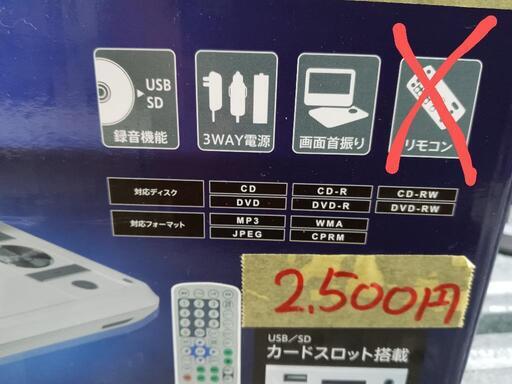 USB
SD
録音機能
3WAY電源
画面首振り
リモコン
対応ディスク
CD
CD-R
CD-RW
DVD
DVD-R
DVD-RW
対応フォーマット
MP3
WMA
JPEG
CPRM
2,500円
USB/SD
カードスロット搭載